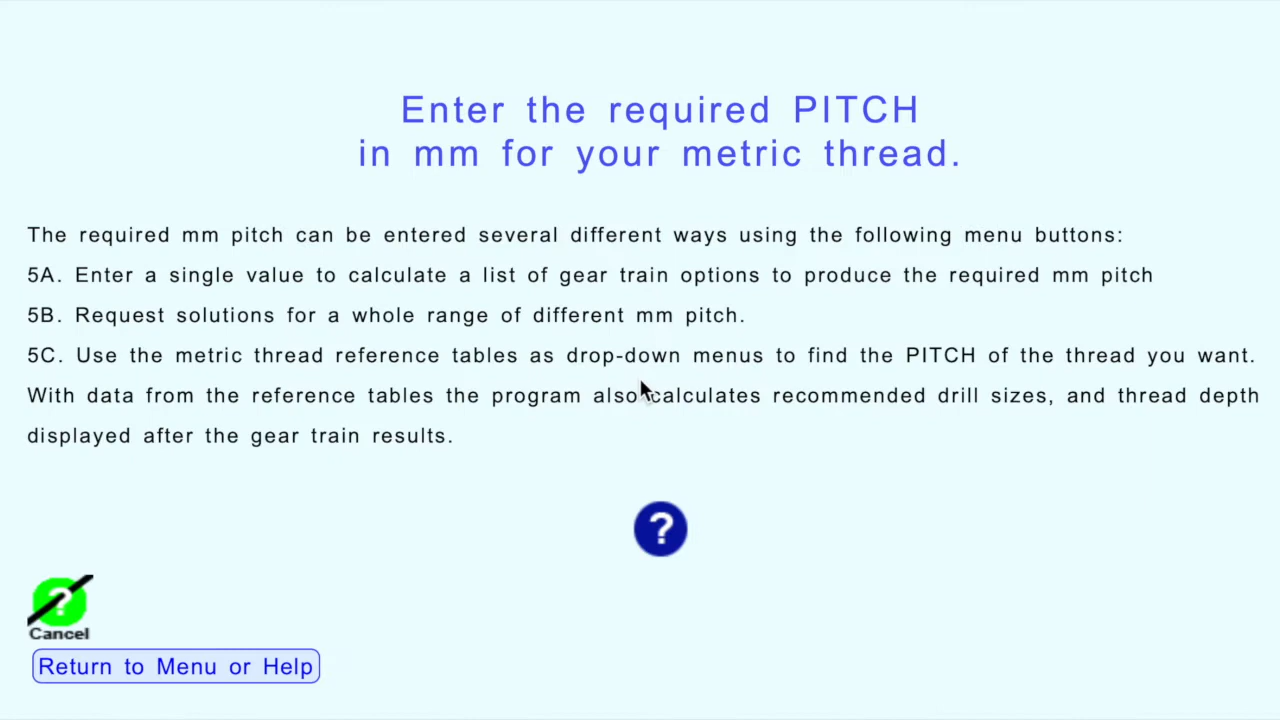 Enter the required PITCH
in mm for your metric thread.
The required mm pitch can be entered several different ways using the following menu buttons:
5A. Enter a single value to calculate a list of gear train options to produce the required mm pitch
5B. Request solutions for a whole range of different mm pitch.
5C. Use the metric thread reference tables as drop-down menus to find the PITCH of the thread you want.
With data from the reference tables the program also calculates recommended drill sizes, and thread depth
displayed after the gear train results.
?
?
Cancel
Return to Menu or Help